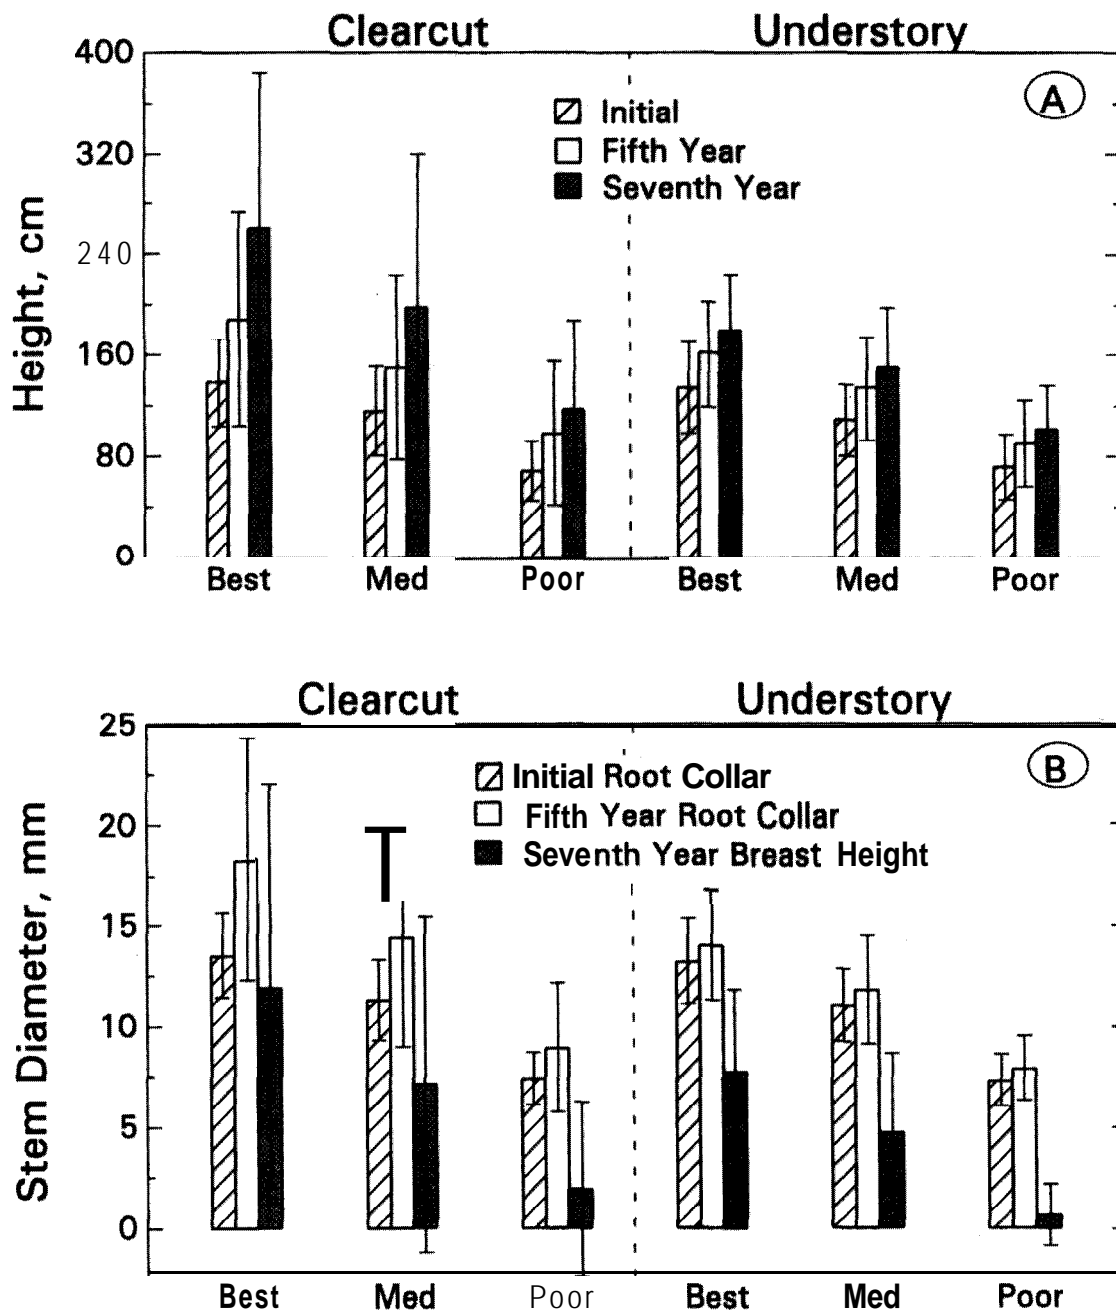 Clearcut Understory
400
A
Initial
320
Fifth Year
Seventh Year
240
Height, cm
160
80
0
Best Med Poor Best Med Poor
Clearcut Understory
25
B
Initial Root Collar
20
Fifth Year Root Collar
Seventh Year Breast Height
15
Stem Diameter, mm
10
5
0
Best Med Poor Best Med Poor